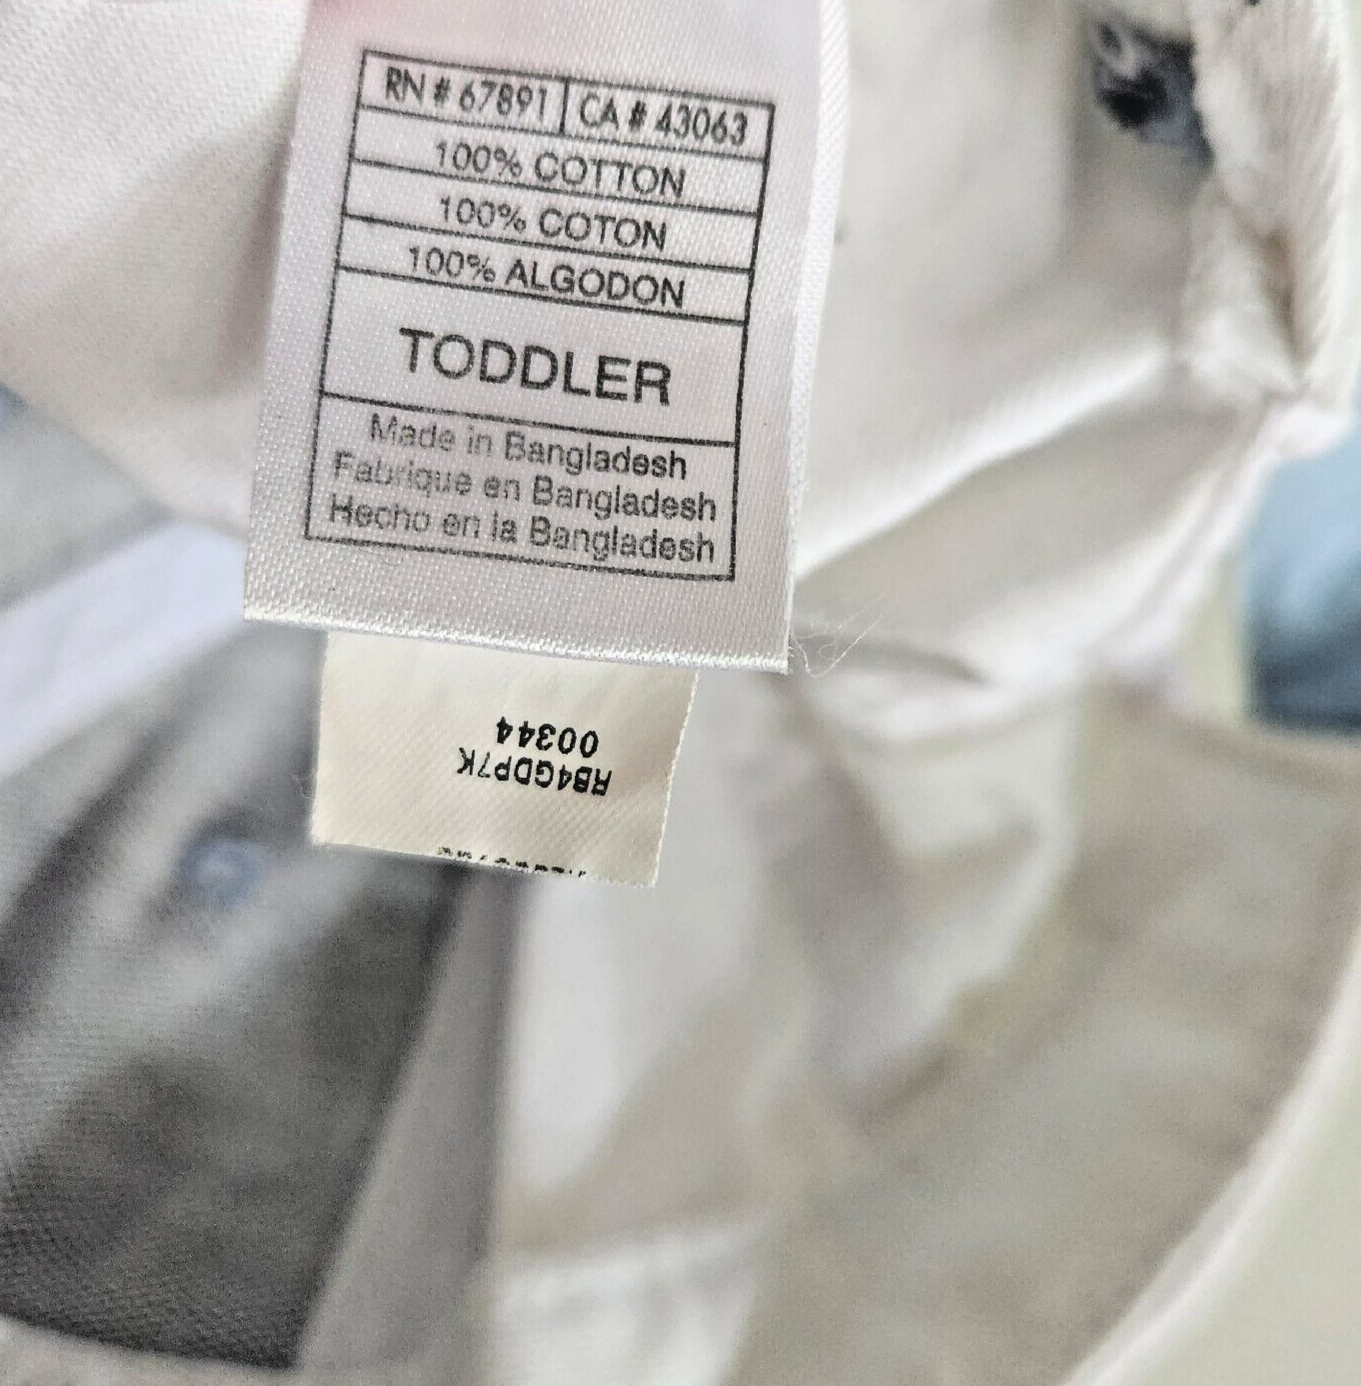 RN # 67891 CA # 43063
100% COTTON
100% COTON
100% ALGODON
TODDLER
Made in Bangladesh
Fabrique en Bangladesh
Hecho en la Bangladesh
RB4GDP7K
00344